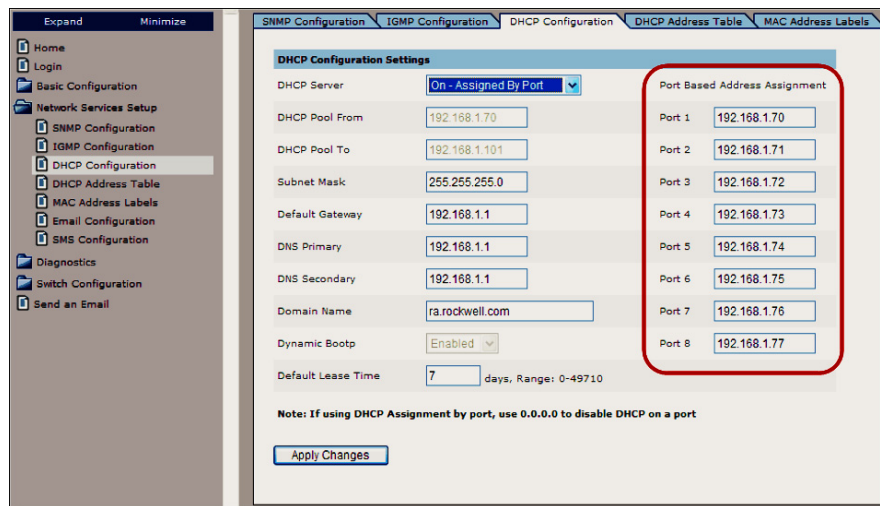 Expand Minimize
Home
Login
Basic Configuration
Network Services Setup
SNMP Configuration
IGMP Configuration
DHCP Configuration
DHCP Address Table
MAC Address Labels
Email Configuration
SMS Configuration
Diagnostics
Switch Configuration
Send an Email
SNMP Configuration IGMP Configuration DHCP Configuration DHCP Address Table MAC Address Labels
DHCP Configuration Settings
DHCP Server On - Assigned By Port Port Based Address Assignment
DHCP Pool From 192.168.1.70 Port 1 192.168.1.70
DHCP Pool To 192.168.1.101 Port 2 192.168.1.71
Subnet Mask 255.255.255.0 Port 3 192.168.1.72
Default Gateway 192.168.1.1 Port 4 192.168.1.73
DNS Primary 192.168.1.1 Port 5 192.168.1.74
DNS Secondary 192.168.1.1 Port 6 192.168.1.75
Domain Name ra.rockwell.com Port 7 192.168.1.76
Dynamic Bootp Enabled Port 8 192.168.1.77
Default Lease Time 7 days, Range: 0-49710
Note: If using DHCP Assignment by port, use 0.0.0.0 to disable DHCP on a port
Apply Changes